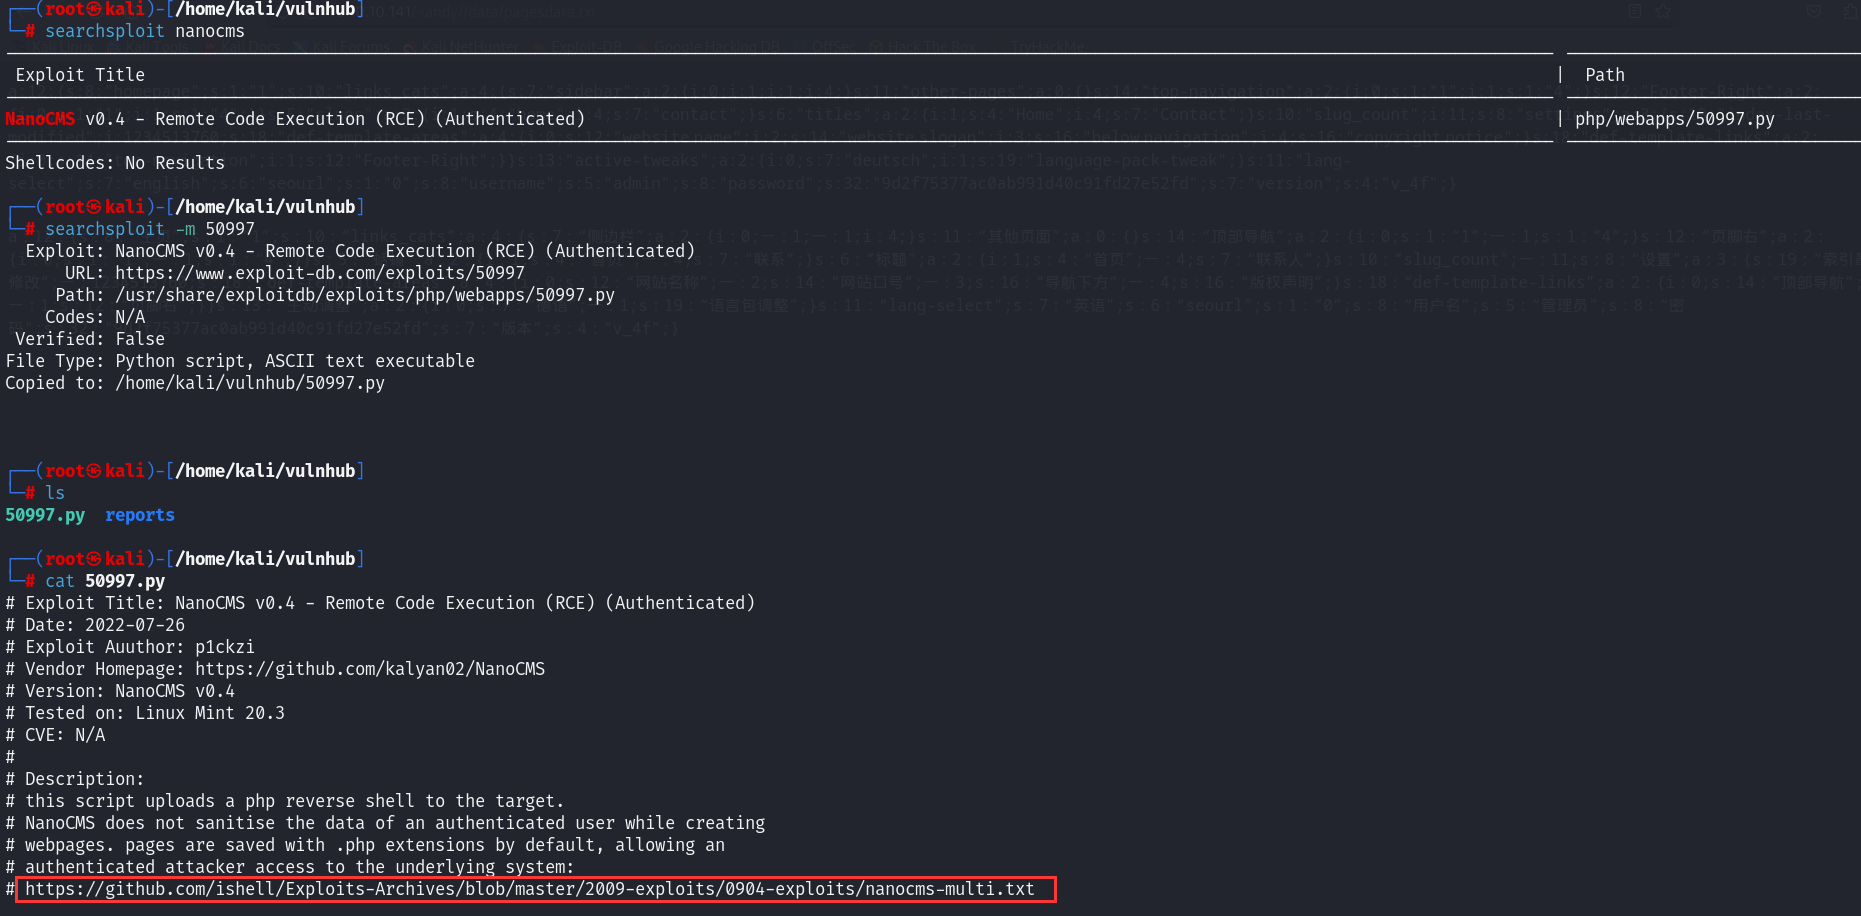 ┌──(root㉿kali)-[/home/kali/vulnhub]
└─# searchsploit nanocms
Exploit Title | Path
NanoCMS v0.4 - Remote Code Execution (RCE) (Authenticated) | php/webapps/50997.py
Shellcodes: No Results
┌──(root㉿kali)-[/home/kali/vulnhub]
└─# searchsploit -m 50997
Exploit: NanoCMS v0.4 - Remote Code Execution (RCE) (Authenticated)
URL: https://www.exploit-db.com/exploits/50997
Path: /usr/share/exploitdb/exploits/php/webapps/50997.py
Codes: N/A
Verified: False
File Type: Python script, ASCII text executable
Copied to: /home/kali/vulnhub/50997.py
┌──(root㉿kali)-[/home/kali/vulnhub]
└─# ls
50997.py reports
┌──(root㉿kali)-[/home/kali/vulnhub]
└─# cat 50997.py
# Exploit Title: NanoCMS v0.4 - Remote Code Execution (RCE) (Authenticated)
# Date: 2022-07-26
# Exploit Auuthor: p1ckzi
# Vendor Homepage: https://github.com/kalyan02/NanoCMS
# Version: NanoCMS v0.4
# Tested on: Linux Mint 20.3
# CVE: N/A
#
# Description:
# this script uploads a php reverse shell to the target.
# NanoCMS does not sanitise the data of an authenticated user while creating
# webpages. pages are saved with .php extensions by default, allowing an
# authenticated attacker access to the underlying system:
# https://github.com/ishell/Exploits-Archives/blob/master/2009-exploits/0904-exploits/nanocms-multi.txt